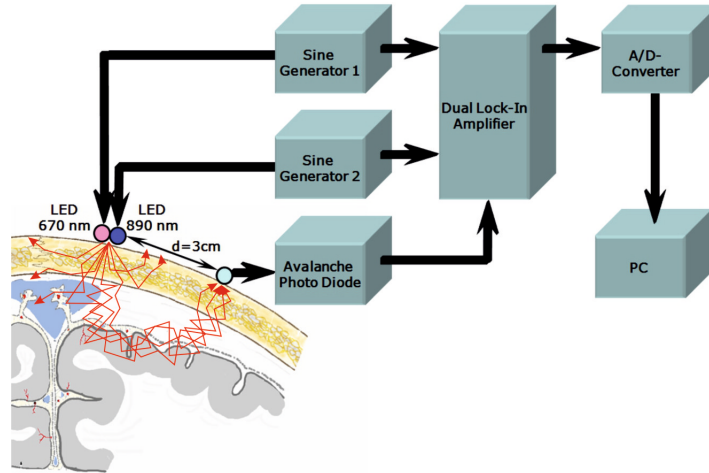 Sine
Generator 1
Dual Lock-In
Amplifier
A/D-
Converter
Sine
Generator 2
LED
670 nm
LED
890 nm
d=3cm
Avalanche
Photo Diode
PC